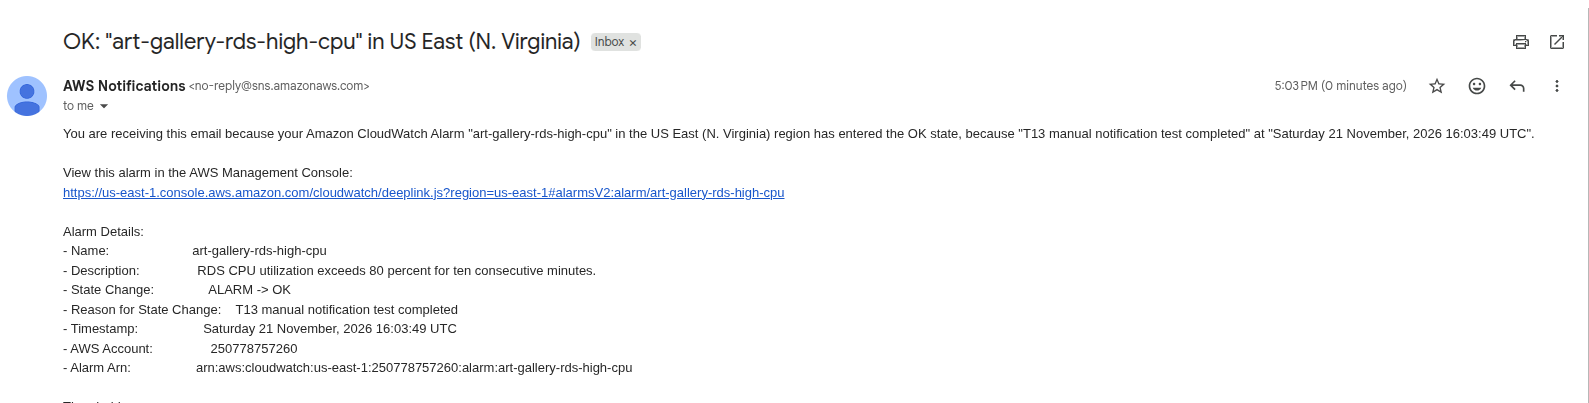 OK: "art-gallery-rds-high-cpu" in US East (N. Virginia) Inbox ×
AWS Notifications <no-reply@sns.amazonaws.com> 5:03 PM (0 minutes ago)
to me
You are receiving this email because your Amazon CloudWatch Alarm "art-gallery-rds-high-cpu" in the US East (N. Virginia) region has entered the OK state, because "T13 manual notification test completed" at "Saturday 21 November, 2026 16:03:49 UTC".
View this alarm in the AWS Management Console:
https://us-east-1.console.aws.amazon.com/cloudwatch/deeplink.js?region=us-east-1#alarmsV2:alarm/art-gallery-rds-high-cpu
Alarm Details:
- Name: art-gallery-rds-high-cpu
- Description: RDS CPU utilization exceeds 80 percent for ten consecutive minutes.
- State Change: ALARM -> OK
- Reason for State Change: T13 manual notification test completed
- Timestamp: Saturday 21 November, 2026 16:03:49 UTC
- AWS Account: 250778757260
- Alarm Arn: arn:aws:cloudwatch:us-east-1:250778757260:alarm:art-gallery-rds-high-cpu